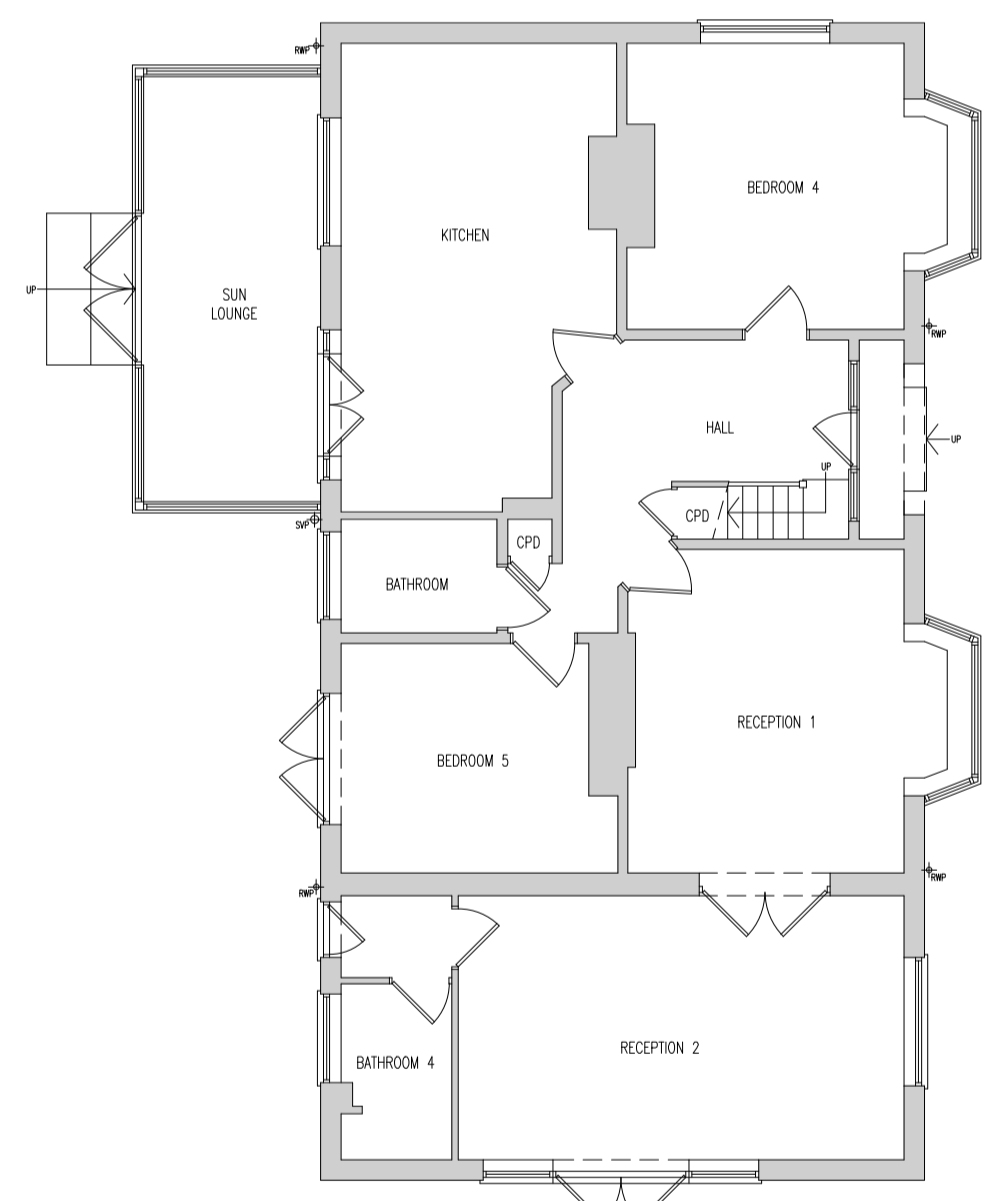 RWP
BEDROOM 4
KITCHEN
UP
SUN
LOUNGE
RWP
HALL
UP
UP
CPD
SVP
CPD
BATHROOM
RECEPTION 1
BEDROOM 5
RWP
RWP
RECEPTION 2
BATHROOM 4